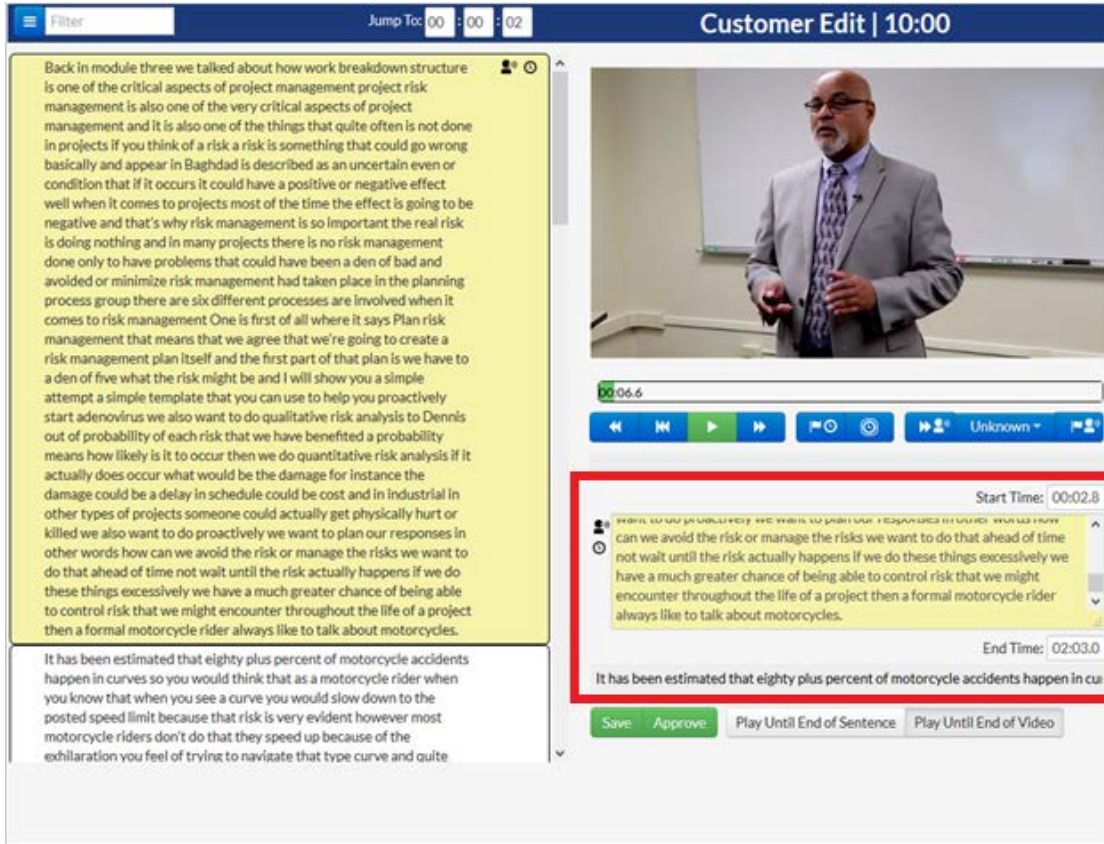 Filter
Jump To: 00 : 00 : 02
Customer Edit | 10:00
Back in module three we talked about how work breakdown structure
is one of the critical aspects of project management project risk
management is also one of the very critical aspects of project
management and it is also one of the things that quite often is not done
in projects if you think of a risk a risk is something that could go wrong
basically and appear in Baghdad is described as an uncertain even or
condition that if it occurs it could have a positive or negative effect
well when it comes to projects most of the time the effect is going to be
negative and that's why risk management is so important the real risk
is doing nothing and in many projects there is no risk management
done only to have problems that could have been a den of bad and
avoided or minimize risk management had taken place in the planning
process group there are six different processes are involved when it
comes to risk management One is first of all where it says Plan risk
management that means that we agree that we're going to create a
risk management plan itself and the first part of that plan is we have to
a den of five what the risk might be and I will show you a simple
attempt a simple template that you can use to help you proactively
start adenovirus we also want to do qualitative risk analysis to Dennis
out of probability of each risk that we have benefited a probability
means how likely is it to occur then we do quantitative risk analysis if it
actually does occur what would be the damage for instance the
damage could be a delay in schedule could be cost and in industrial in
other types of projects someone could actually get physically hurt or
killed we also want to do proactively we want to plan our responses in
other words how can we avoid the risk or manage the risks we want to
do that ahead of time not wait until the risk actually happens if we do
these things excessively we have a much greater chance of being able
to control risk that we might encounter throughout the life of a project
then a formal motorcycle rider always like to talk about motorcycles.
It has been estimated that eighty plus percent of motorcycle accidents
happen in curves so you would think that as a motorcycle rider when
you know that when you see a curve you would slow down to the
posted speed limit because that risk is very evident however most
motorcycle riders don't do that they speed up because of the
exhilaration you feel of trying to navigate that type curve and quite
00:06.6
Unknown
Start Time: 00:02.8
want to do proactively we want to plan our responses in other words how
can we avoid the risk or manage the risks we want to do that ahead of time
not wait until the risk actually happens if we do these things excessively we
have a much greater chance of being able to control risk that we might
encounter throughout the life of a project then a formal motorcycle rider
always like to talk about motorcycles.
End Time: 02:03.0
It has been estimated that eighty plus percent of motorcycle accidents happen in cu
Save Approve Play Until End of Sentence Play Until End of Video